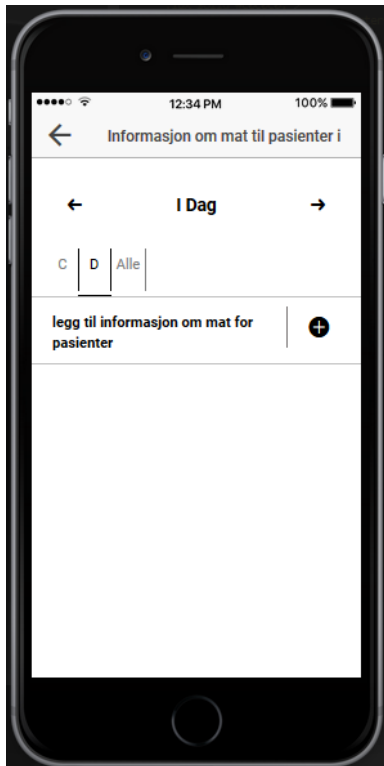 12:34 PM
100%
Informasjon om mat til pasienter i
I Dag
C D Alle
legg til informasjon om mat for
pasienter